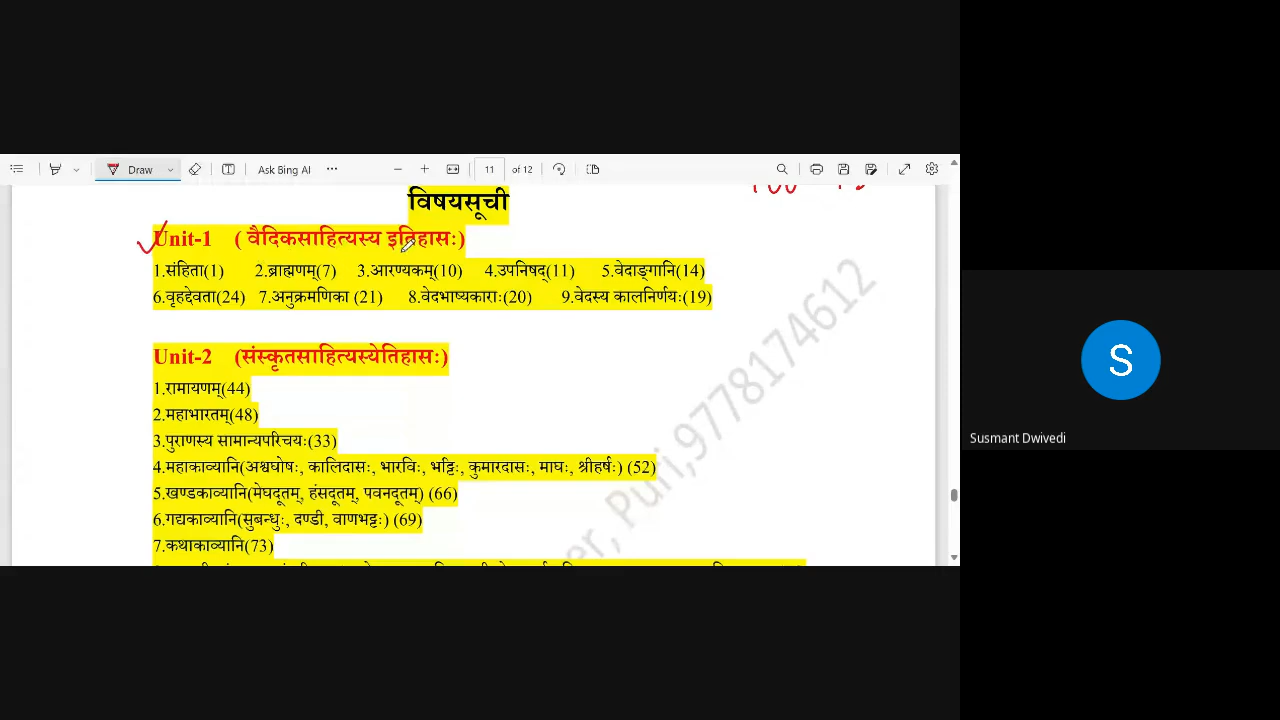 Draw
Ask Bing AI
11 of 12
विषयसूची
Unit-1 ( वैदिकसाहित्यस्य इतिहासः)
1.संहिता(1) 2.ब्राह्मणम्(7) 3.आरण्यकम्(10) 4.उपनिषद्(11) 5.वेदाङ्गानि(14)
6.वृहद्देवता(24) 7.अनुक्रमणिका (21) 8.वेदभाष्यकाराः(20) 9.वेदस्य कालनिर्णयः(19)
Unit-2 (संस्कृतसाहित्यस्येतिहासः)
1.रामायणम्(44)
2.महाभारतम्(48)
3.पुराणस्य सामान्यपरिचयः(33)
4.महाकाव्यानि(अश्वघोषः, कालिदासः, भारविः, भट्टिः, कुमारदासः, माघः, श्रीहर्षः) (52)
5.खण्डकाव्यानि(मेघदूतम्, हंसदूतम्, पवनदूतम्) (66)
6.गद्यकाव्यानि(सुबन्धुः, दण्डी, वाणभट्टः) (69)
7.कथाकाव्यानि(73)
Puri,9778174612
S
Susmant Dwivedi